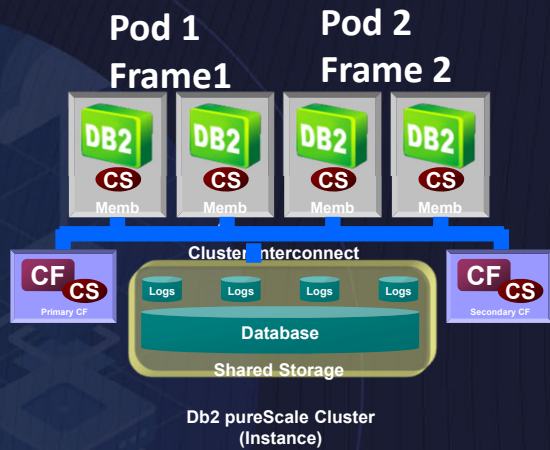 Pod 1
Frame1
Pod 2
Frame 2
DB2
DB2
DB2
DB2
CS
CS
CS
CS
Memb
Memb
Memb
Memb
Cluster Interconnect
CF
CS
Primary CF
CF
CS
Secondary CF
Logs
Logs
Logs
Logs
Database
Shared Storage
Db2 pureScale Cluster
(Instance)